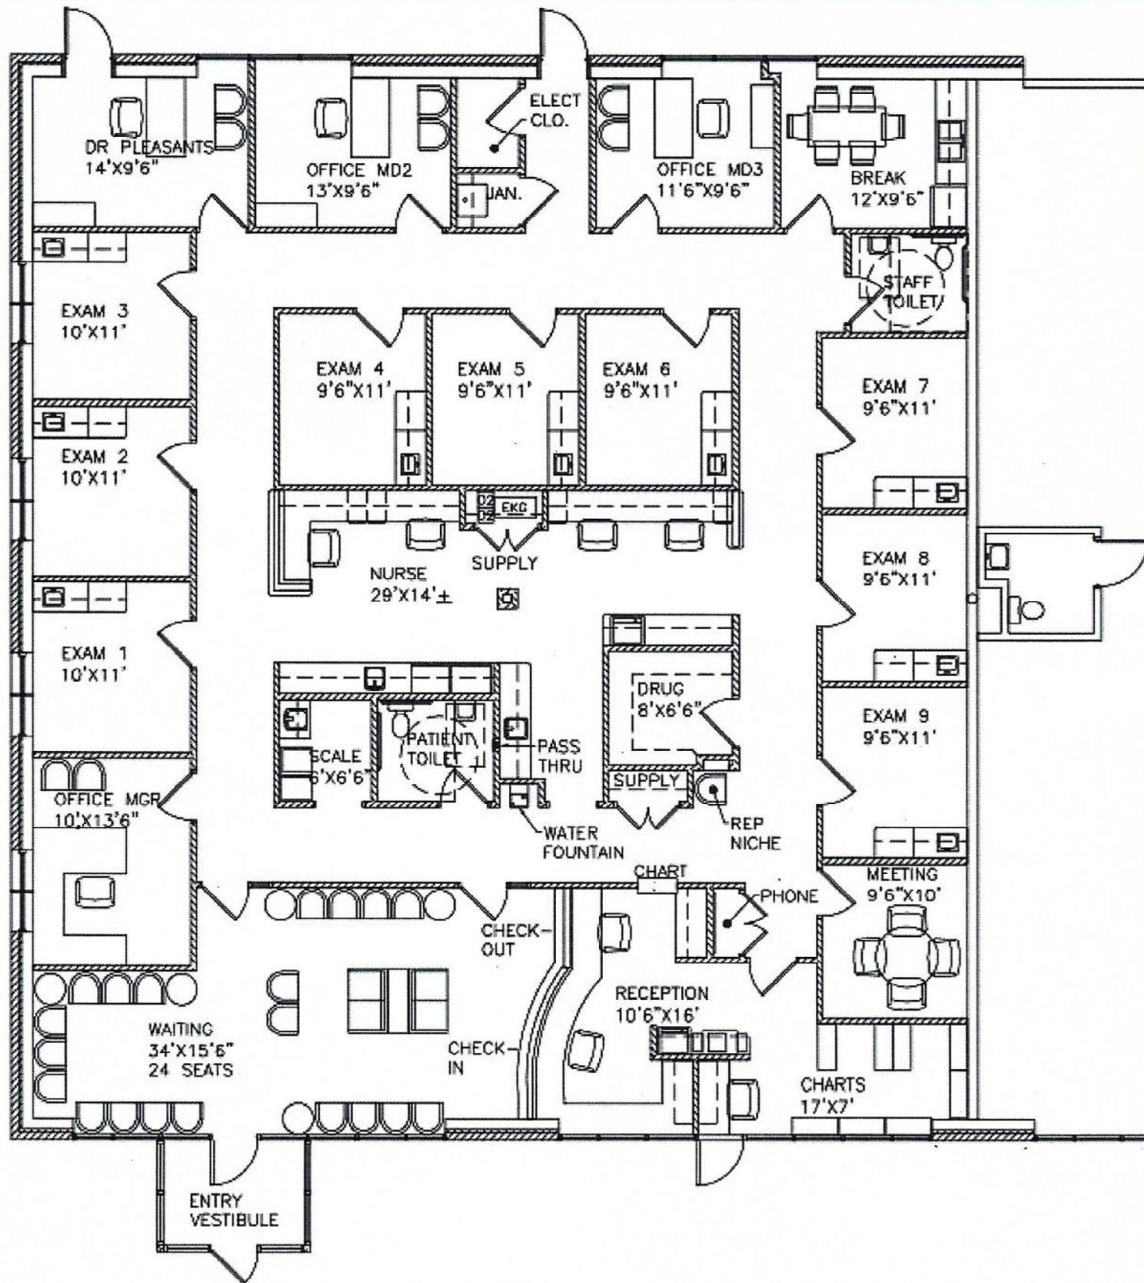 DR PLEASANTS
14'X9'6"
OFFICE MD2
13'X9'6"
ELECT
CLO.
JAN.
OFFICE MD3
11'6"X9'6"
BREAK
12'X9'6"
STAFF
TOILET
EXAM 3
10'X11'
EXAM 4
9'6"X11'
EXAM 5
9'6"X11'
EXAM 6
9'6"X11'
EXAM 7
9'6"X11'
EXAM 2
10'X11'
D2
D2
EKG
SUPPLY
NURSE
29'X14'±
EXAM 8
9'6"X11'
EXAM 1
10'X11'
DRUG
8'X6'6"
EXAM 9
9'6"X11'
SCALE
6'X6'6"
PATIENT
TOILET
PASS
THRU
SUPPLY
OFFICE MGR
10'X13'6"
WATER
FOUNTAIN
REP
NICHE
CHART
MEETING
9'6"X10'
PHONE
CHECK-
OUT
RECEPTION
10'6"X16'
WAITING
34'X15'6"
24 SEATS
CHECK-
IN
CHARTS
17'X7'
ENTRY
VESTIBULE